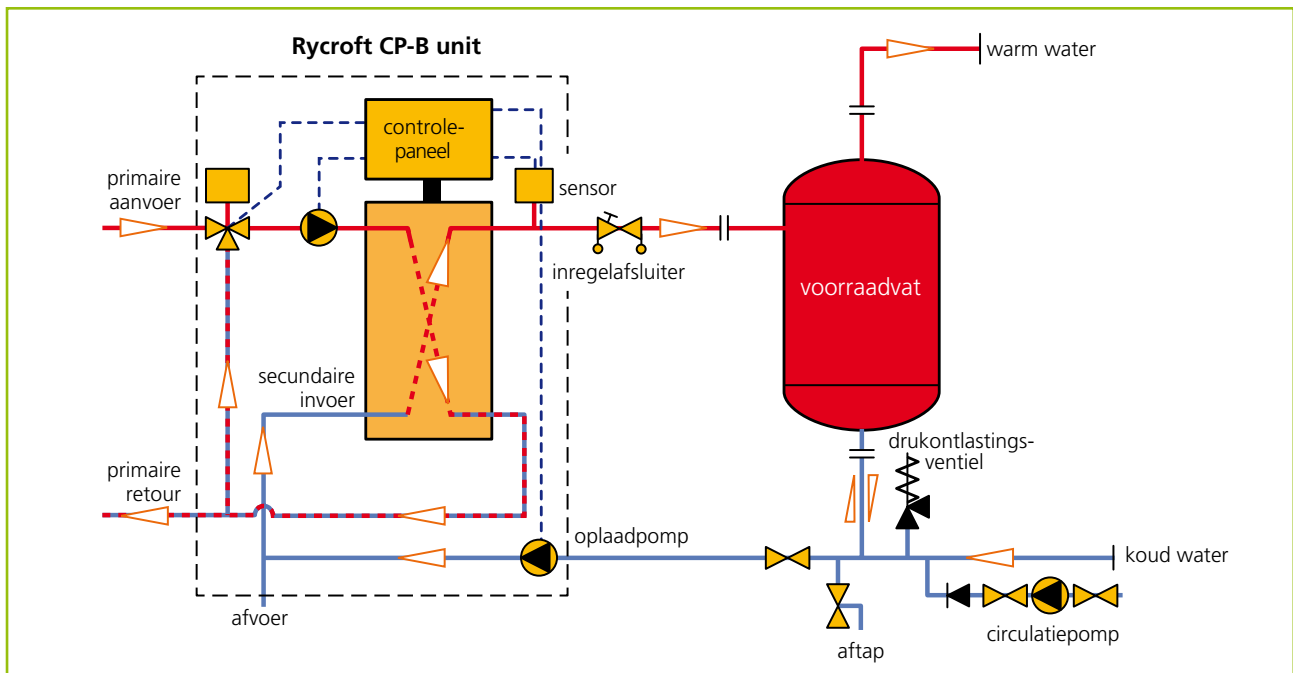 Rycroft CP-B unit
warm water
controle-
paneel
primaire
aanvoer
sensor
inregelafsluiter
voorraadvat
secundaire
invoer
drukontlastings-
ventiel
primaire
retour
oplaadpomp
koud water
afvoer
aftap
circulatiepomp